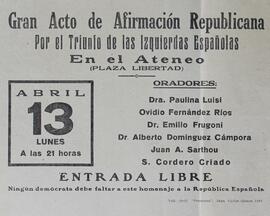 Gran Acto de Afirmación Republicana
Por el Triunfo de las Izquierdas Españolas
En el Ateneo
(PLAZA LIBERTAD)
ABRIL
13
LUNES
A las 21 horas
ORADORES:
Dra. Paulina Luisi
Ovidio Fernández Ríos
Dr. Emilio Frugoni
Dr Alberto Domínguez Cámpora
Juan A. Sarthou
S. Cordero Criado
ENTRADA LIBRE
Ningún demócrata debe faltar a este homenaje a la República Española